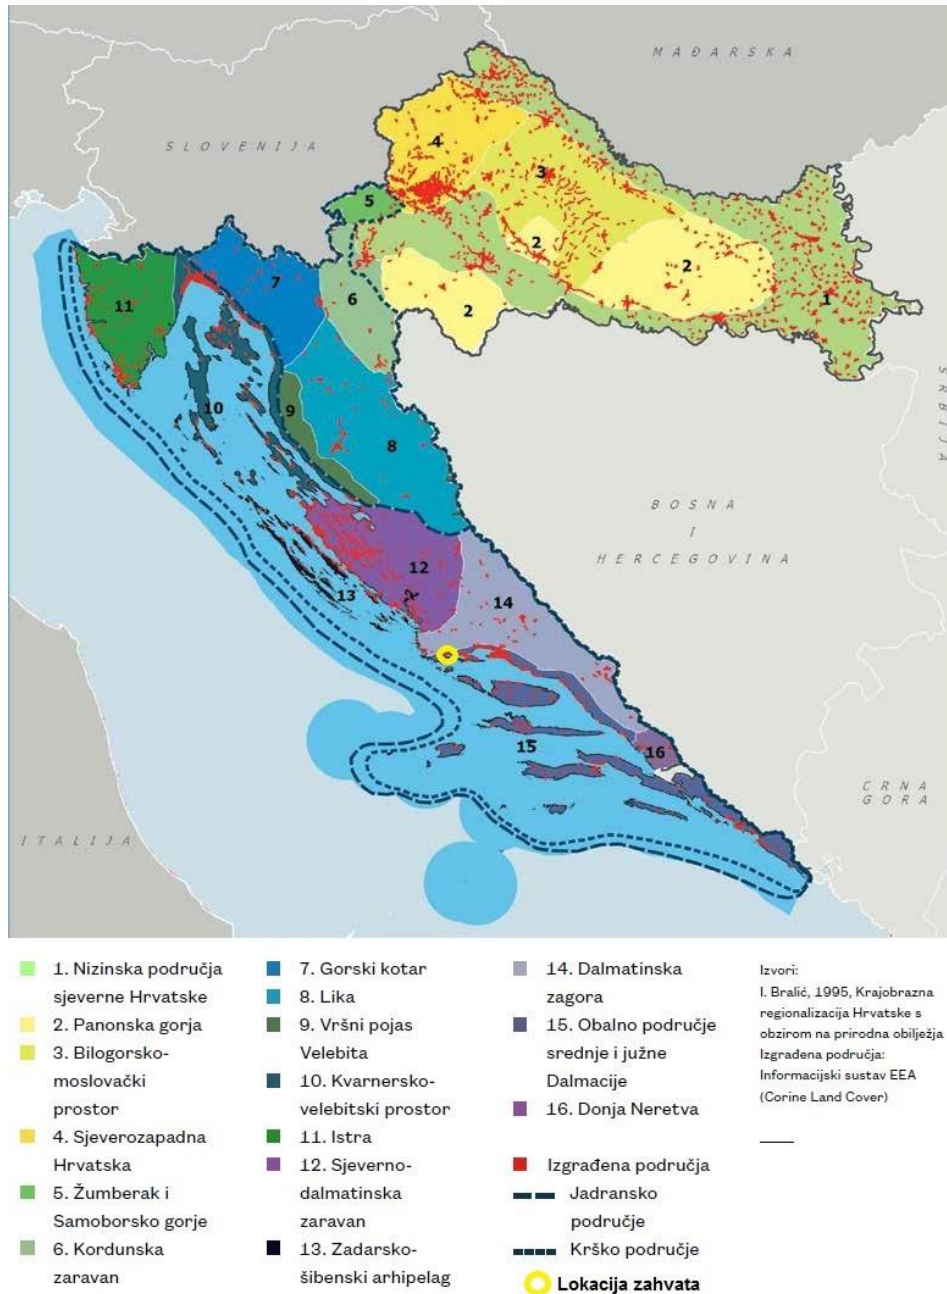 MAĐARSKA
SLOVENIJA
4
3
5
2
2
7
6
2
1
11
SRBIJA
10
9
8
BOSNA
I
HERCEGOVINA
12
13
14
15
16
CRNA
GORA
ITALIJA
1. Nizinska područja
sjeverne Hrvatske
2. Panonska gorja
3. Bilogorsko-
moslovački
prostor
4. Sjeverozapadna
Hrvatska
5. Žumberak i
Samoborsko gorje
6. Kordunska
zaravan
7. Gorski kotar
8. Lika
9. Vršni pojas
Velebita
10. Kvarnersko-
velebitski prostor
11. Istra
12. Sjeverno-
dalmatinska
zaravan
13. Zadarsko-
šibenski arhipelag
14. Dalmatinska
zagora
15. Obalno područje
srednje i južne
Dalmacije
16. Donja Neretva
Izgrađena područja
Jadransko
područje
Krško područje
Lokacija zahvata
Izvori:
I. Bralić, 1995, Krajobrazna
regionalizacija Hrvatske s
obzirom na prirodna obilježja
Izgrađena područja:
Informacijski sustav EEA
(Corine Land Cover)